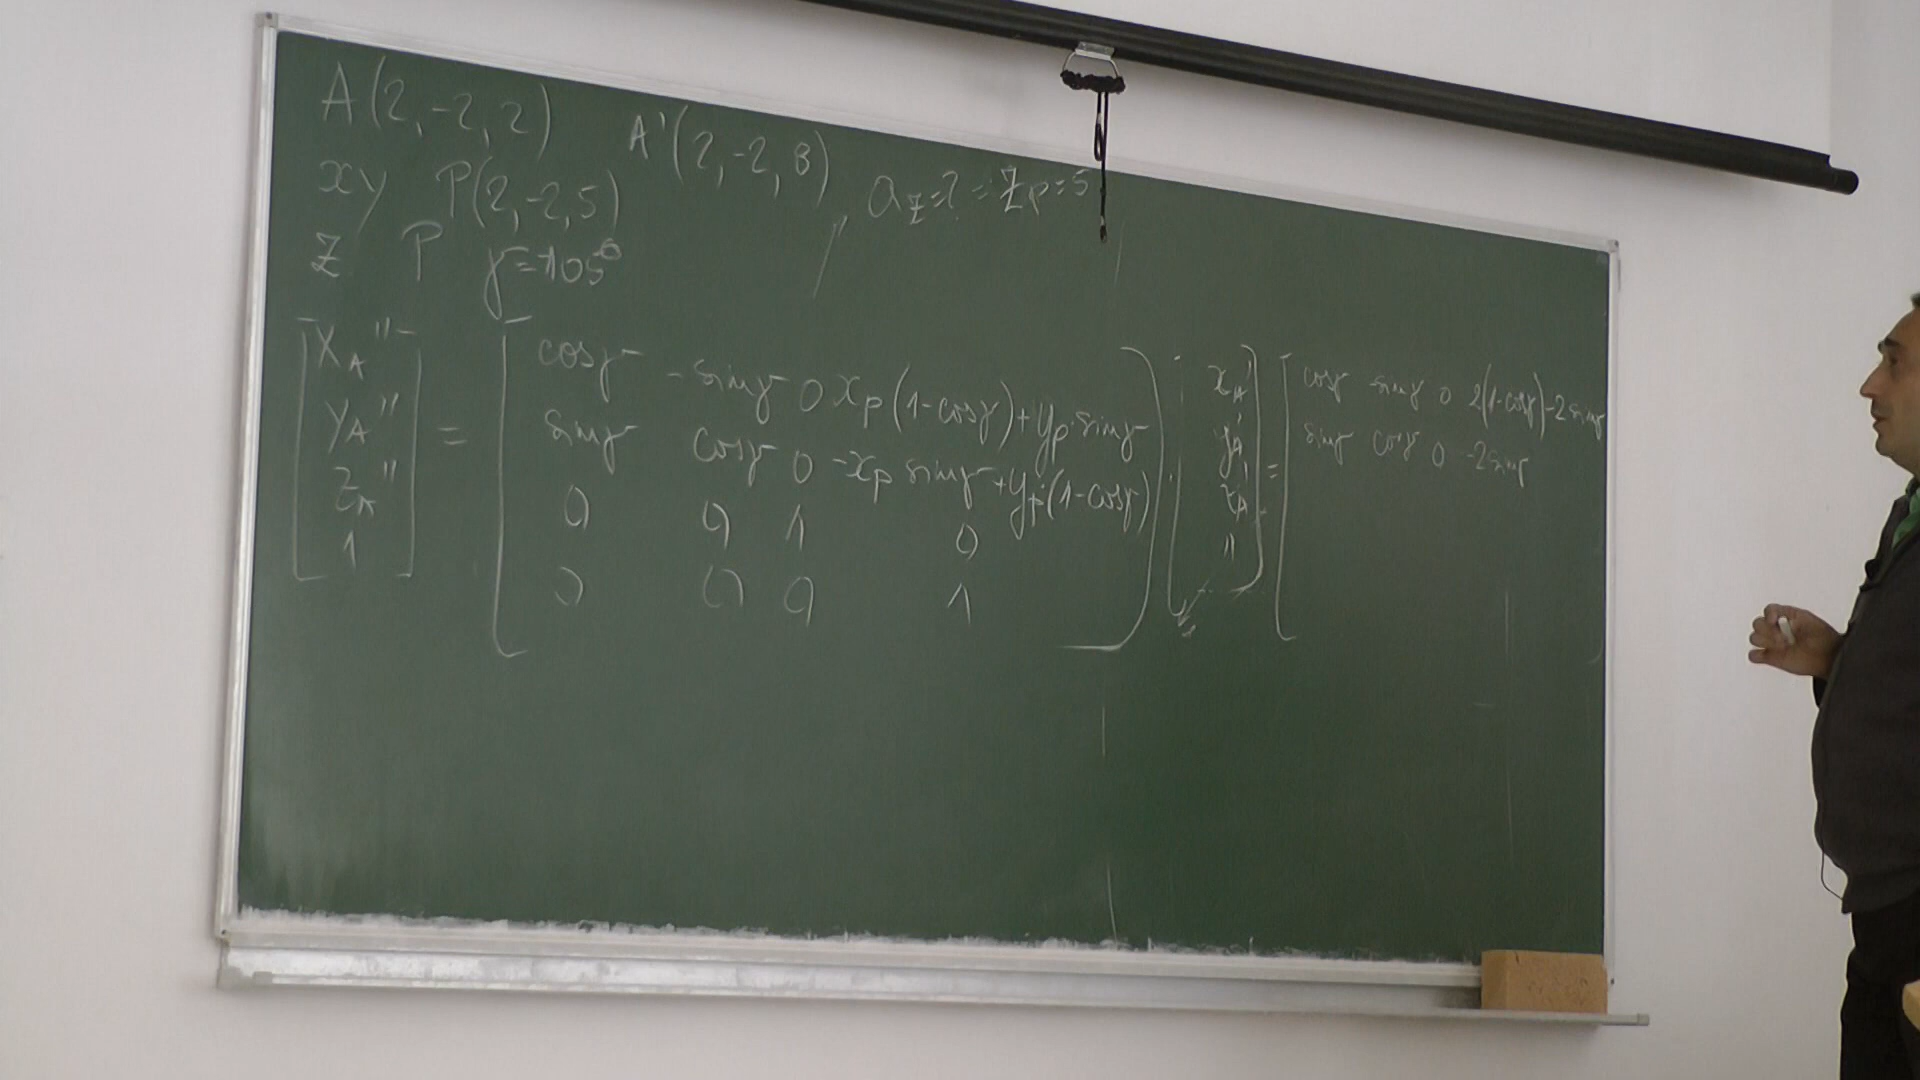 A(2,-2,2) A'(2,-2,8)
xy P(2,-2,5) a_z=?=z_p=5
z P γ=105°
[x_A'' y_A'' z_A'' 1] =
cosγ -sinγ 0 x_p(1-cosγ)+y_p·sinγ
sinγ cosγ 0 -x_p sinγ+y_p·(1-cosγ)
0 0 1 0
0 0 0 1
· [x_A' y_A' z_A' 1] =
cosγ sinγ 0 2(1-cosγ)-2sinγ
sinγ cosγ 0 -2sinγ